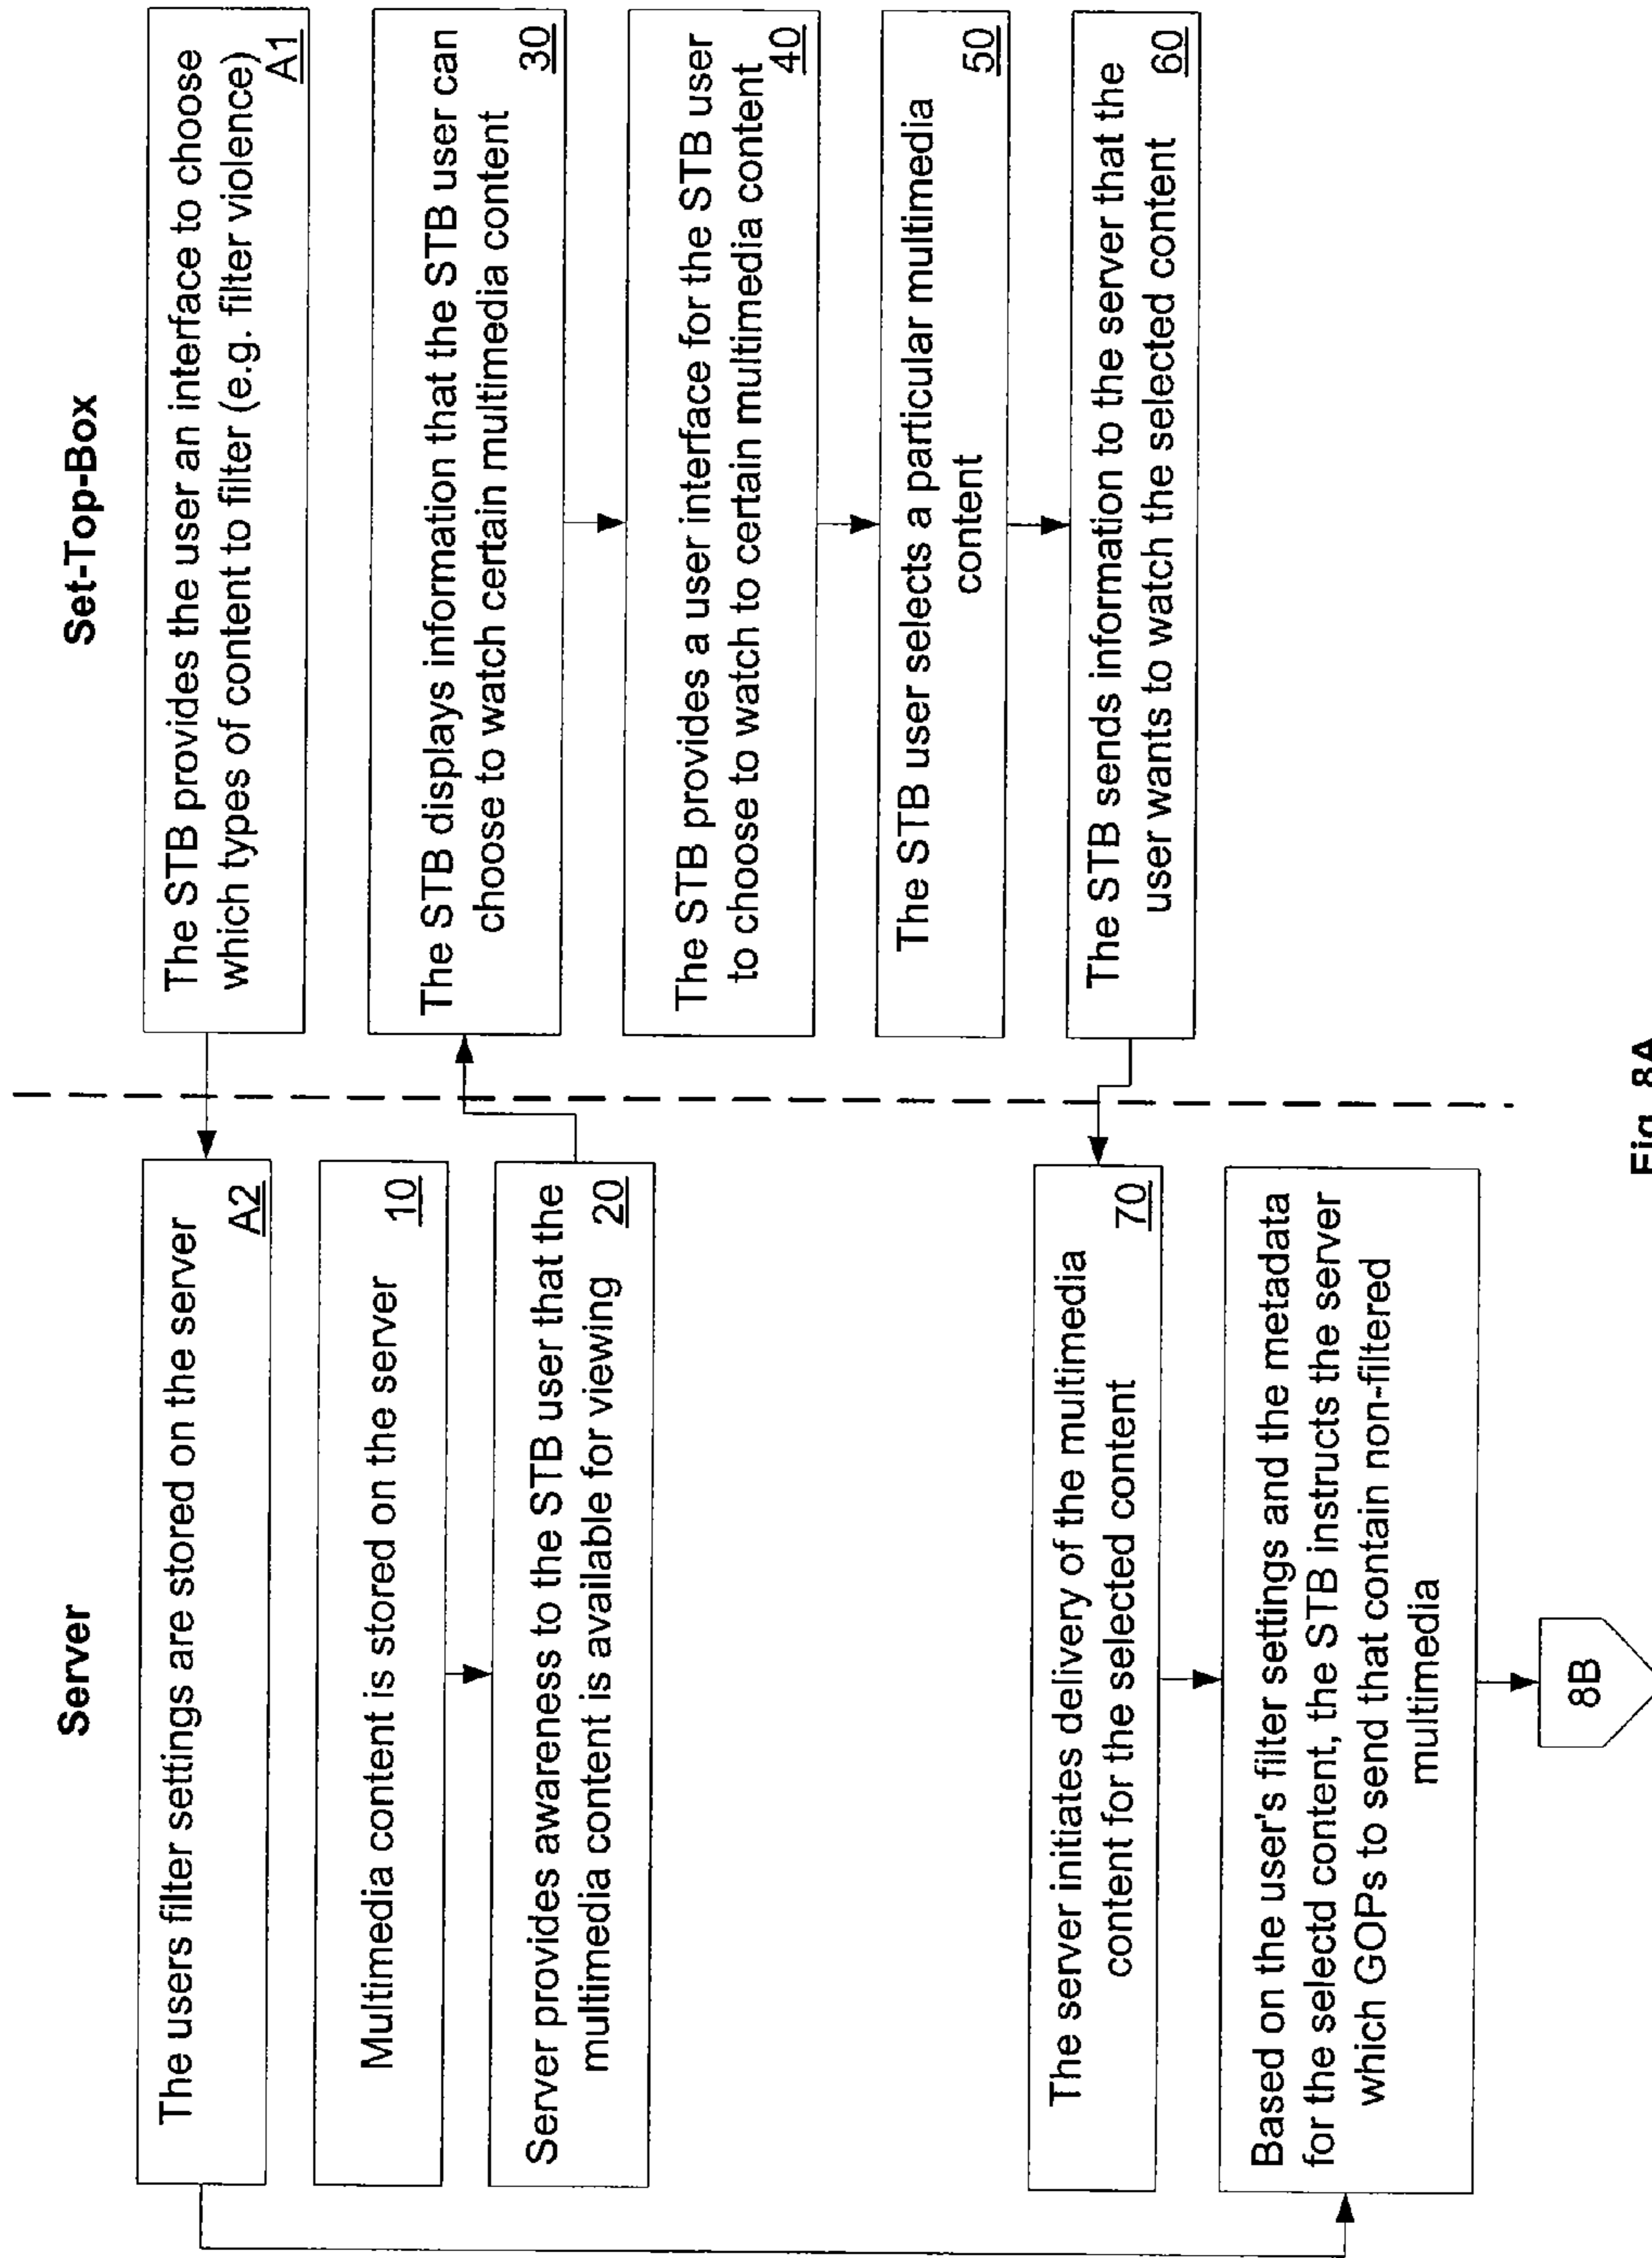 Server
Set-Top-Box
The users filter settings are stored on the server
A2
The STB provides the user an interface to choose
which types of content to filter (e.g. filter violence)
A1
Multimedia content is stored on the server
10
Server provides awareness to the STB user that the
multimedia content is available for viewing
20
The STB displays information that the STB user can
choose to watch certain multimedia content
30
The STB provides a user interface for the STB user
to choose to watch to certain multimedia content
40
The STB user selects a particular multimedia
content
50
The STB sends information to the server that the
user wants to watch the selected content
60
The server initiates delivery of the multimedia
content for the selected content
70
Based on the user's filter settings and the metadata
for the selectd content, the STB instructs the server
which GOPs to send that contain non-filtered
multimedia
8B
Fig. 8A